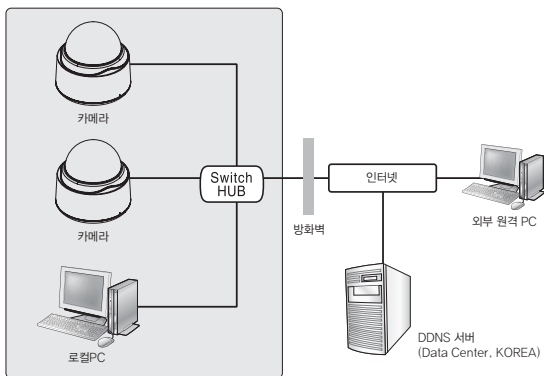 카메라
카메라
로컬PC
Switch
HUB
방화벽
인터넷
외부 원격 PC
DDNS 서버
(Data Center, KOREA)